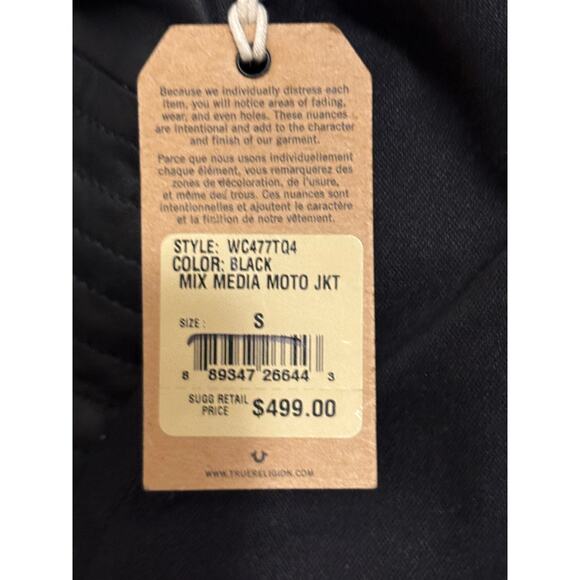 Because we individually distress each
item, you will notice areas of fading,
wear, and even holes. These nuances
are intentional and add to the character
and finish of our garment.
Parce que nous usons individuellement
chaque élément, vous remarquerez des
zones de décoloration, de l'usure,
et même des trous. Ces nuances sont
intentionnelles et ajoutent le caractère
et la finition de notre vêtement.
STYLE: WC477TQ4
COLOR: BLACK
MIX MEDIA MOTO JKT
SIZE: S
8 89347 26644 3
SUGG RETAIL
PRICE $499.00
WWW.TRUERELIGION.COM